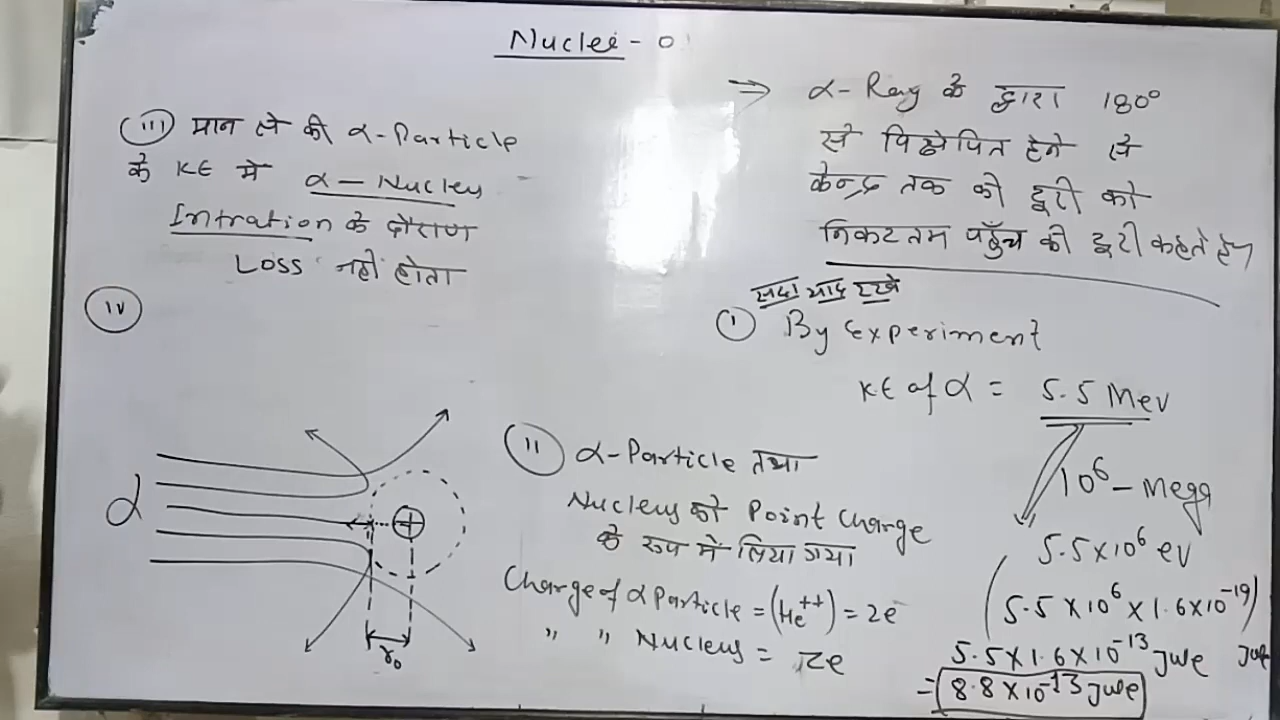 Nuclei - 0
⇒ α- Ray के द्वारा 180°
से विक्षेपित होने से
केन्द्र तक की दूरी को
निकटतम पहुँच की दूरी कहते है
सदा याद रखे
(i) By Experiment
KE of α = 5.5 Mev
10⁶ - Mega
5.5×10⁶ ev
(5.5×10⁶×1.6×10⁻¹⁹)
5.5×1.6×10⁻¹³ Jule
= 8.8×10⁻¹³ Jule
(ii) α-Particle तथा
Nucleus को Point Charge
के रूप में लिया गया
Charge of α Particle = (He⁺⁺) = 2e
" " Nucleus = Ze
(iii) मान ले की α-Particle
के KE मे α - Nucleus
Intration के दौराण
Loss नही होता
(iv)
α
r₀